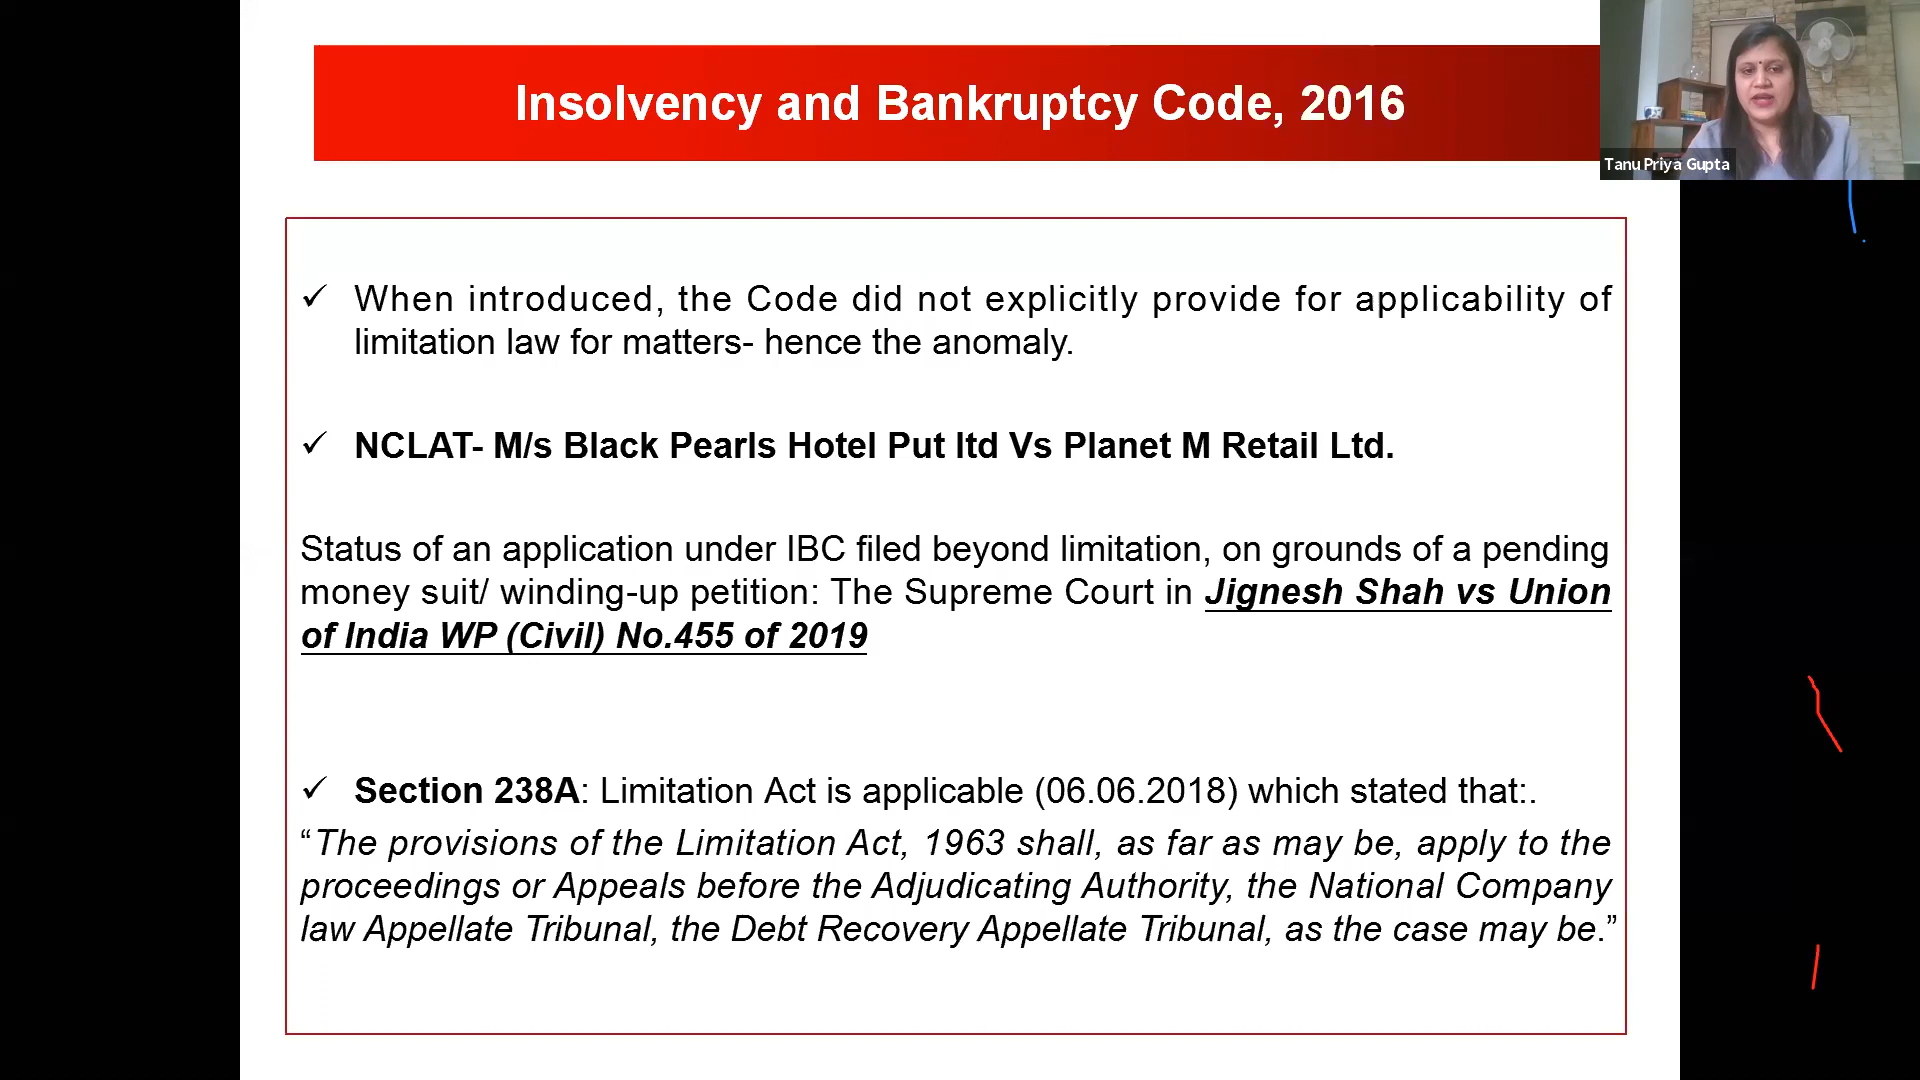 Insolvency and Bankruptcy Code, 2016
Tanu Priya Gupta
✓ When introduced, the Code did not explicitly provide for applicability of
limitation law for matters- hence the anomaly.
✓ NCLAT- M/s Black Pearls Hotel Put ltd Vs Planet M Retail Ltd.
Status of an application under IBC filed beyond limitation, on grounds of a pending
money suit/ winding-up petition: The Supreme Court in Jignesh Shah vs Union
of India WP (Civil) No.455 of 2019
✓ Section 238A: Limitation Act is applicable (06.06.2018) which stated that:.
“The provisions of the Limitation Act, 1963 shall, as far as may be, apply to the
proceedings or Appeals before the Adjudicating Authority, the National Company
law Appellate Tribunal, the Debt Recovery Appellate Tribunal, as the case may be.”